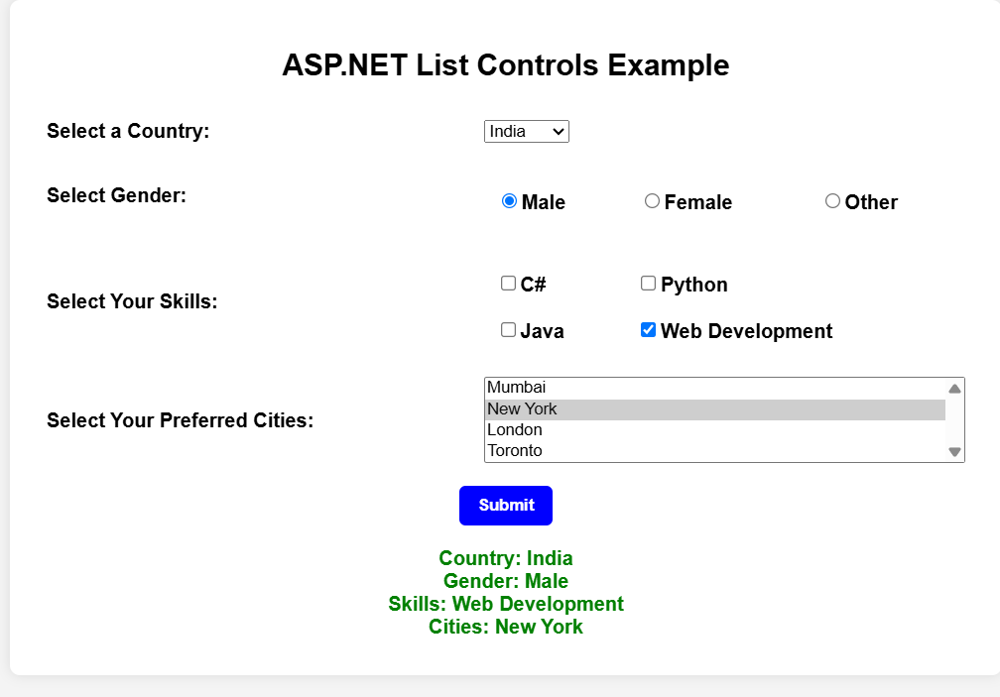 ASP.NET List Controls Example
Select a Country: India
Select Gender: Male Female Other
Select Your Skills: C# Python
Java Web Development
Select Your Preferred Cities: Mumbai
New York
London
Toronto
Submit
Country: India
Gender: Male
Skills: Web Development
Cities: New York